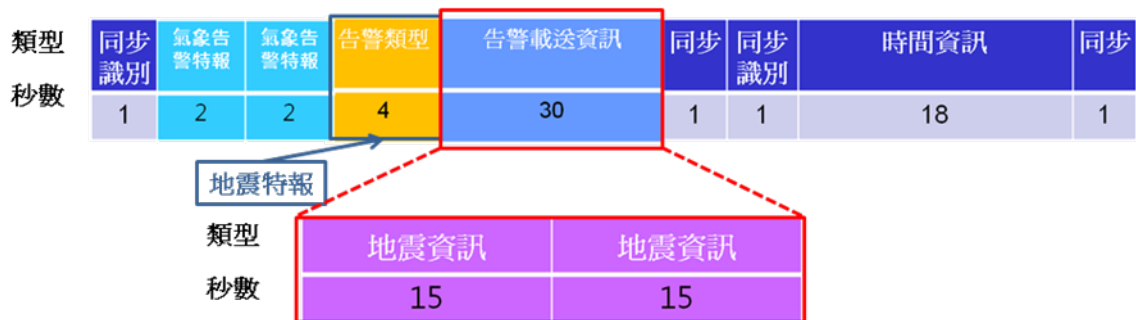 類型 同步識別 氣象告警特報 氣象告警特報 告警類型 告警載送資訊 同步 同步識別 時間資訊 同步
秒數 1 2 2 4 30 1 1 18 1
地震特報
類型 地震資訊 地震資訊
秒數 15 15